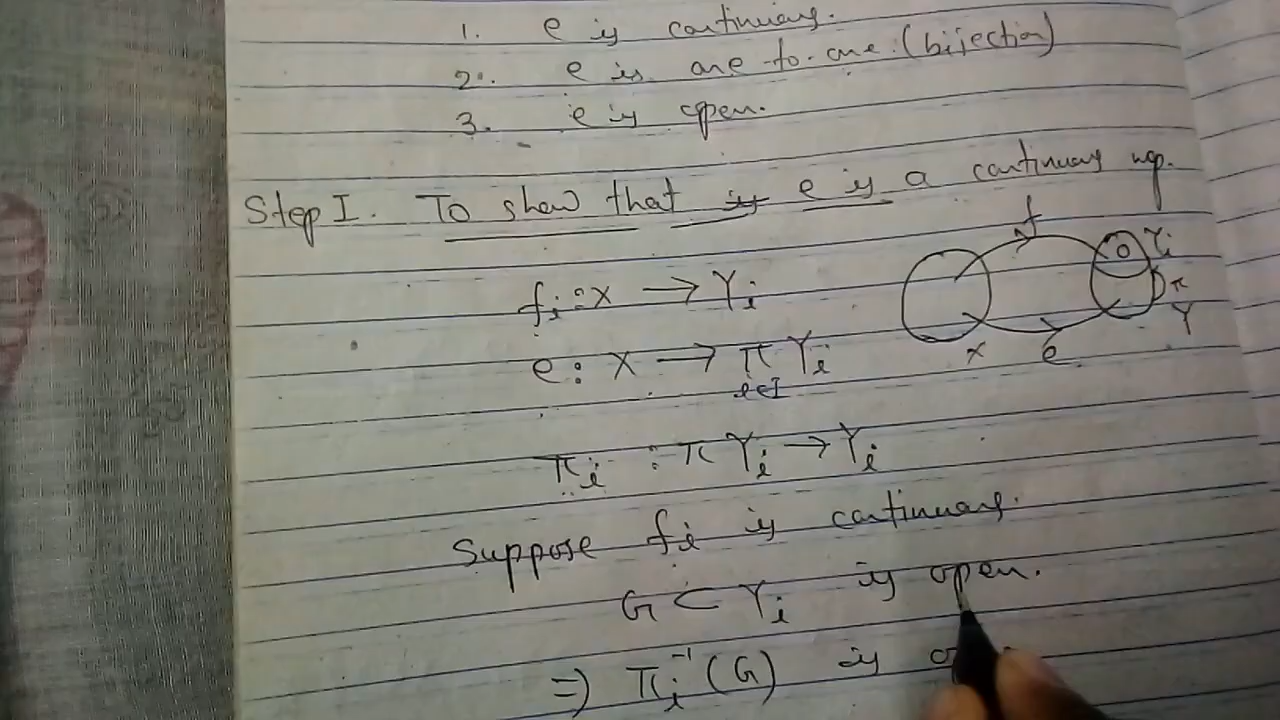 1. e is continuous.
2. e is one-to-one (bijection)
3. e is open.
Step I. To show that is e is a continuous map.
f
Yi
π
Y
X e
fi : X → Yi
e : X → π Yi
i∈I
πi : π Yi → Yi
Suppose fi is continuous.
G ⊂ Yi is open.
⇒ πi⁻¹(G) is